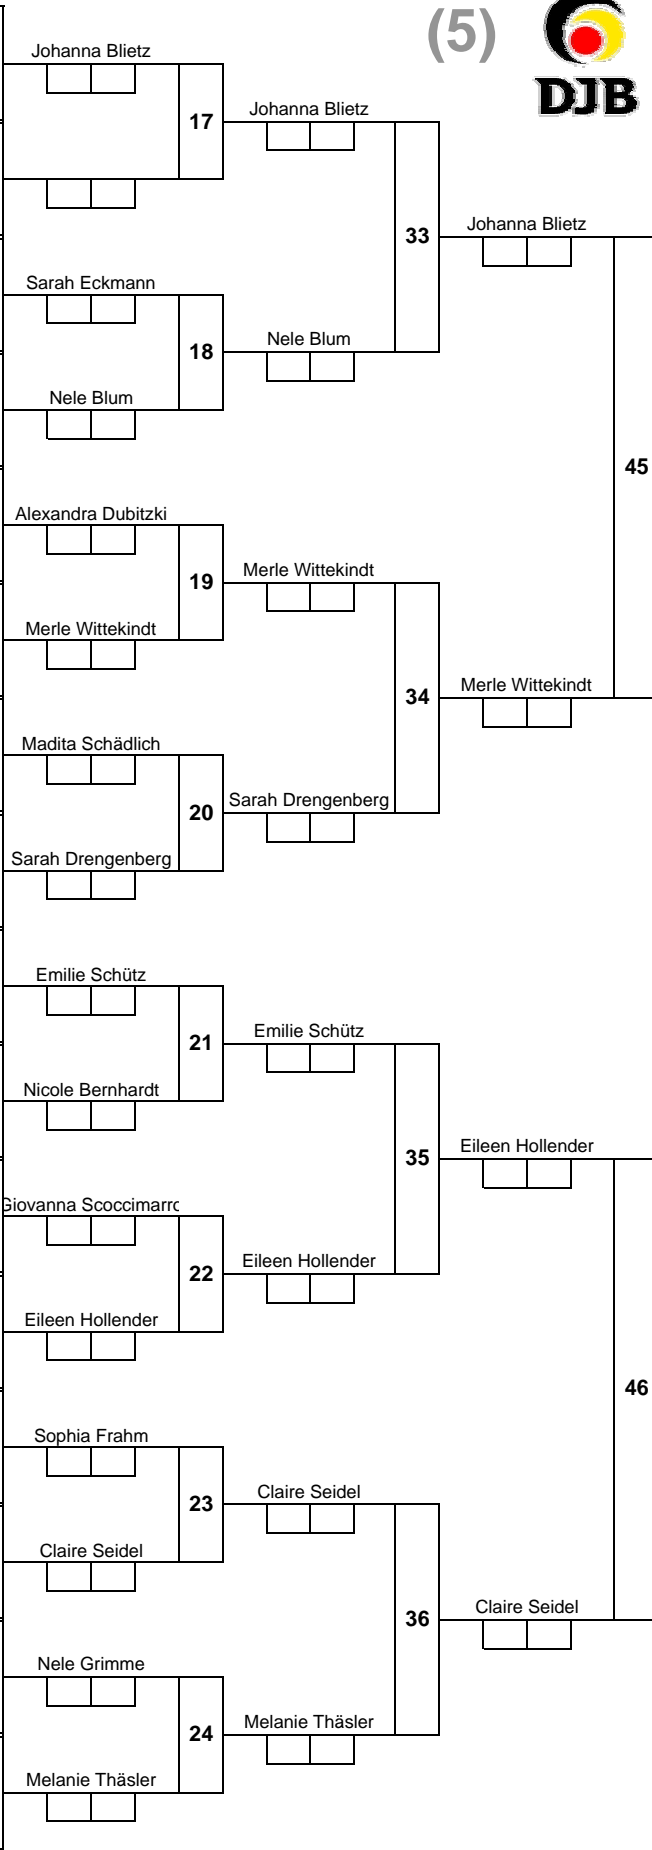 (5)
DJB
Johanna Blietz
17
Johanna Blietz
33
Johanna Blietz
Sarah Eckmann
18
Nele Blum
Nele Blum
45
Alexandra Dubitzki
19
Merle Wittekindt
Merle Wittekindt
34
Merle Wittekindt
Madita Schädlich
20
Sarah Drengenberg
Sarah Drengenberg
Emilie Schütz
21
Emilie Schütz
Nicole Bernhardt
35
Eileen Hollender
Giovanna Scoccimarro
22
Eileen Hollender
Eileen Hollender
46
Sophia Frahm
23
Claire Seidel
Claire Seidel
36
Claire Seidel
Nele Grimme
24
Melanie Thäsler
Melanie Thäsler